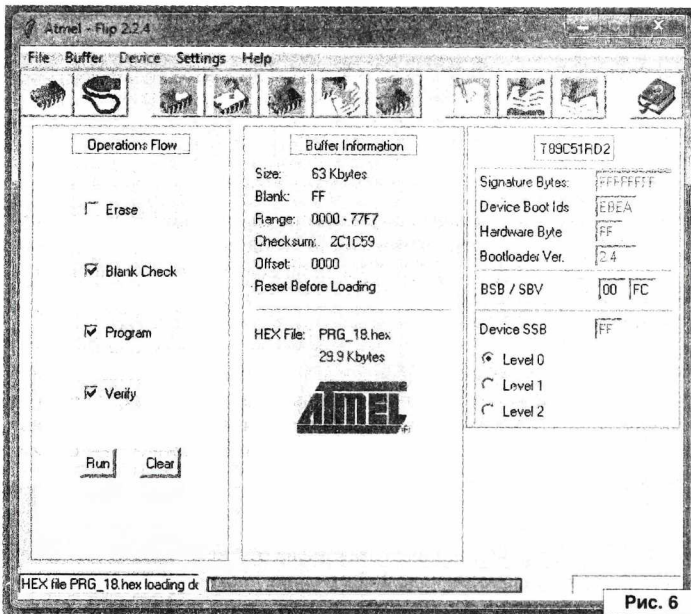 Atmel - Flip 2.2.4
File Buffer Device Settings Help
Operations Flow
Erase
Blank Check
Program
Verify
Run Clear
Buffer Information
Size: 63 Kbytes
Blank: FF
Range: 0000 - 77F7
Checksum: 2C1C59
Offset: 0000
Reset Before Loading
HEX File: PRG_18.hex
29.9 Kbytes
ATMEL
T89C51RD2
Signature Bytes:
Device Boot Ids EBEA
Hardware Byte FF
Bootloader Ver. 2.4
BSB / SBV 00 FC
Device SSB FF
Level 0
Level 1
Level 2
HEX file PRG_18.hex loading dc
Рис. 6